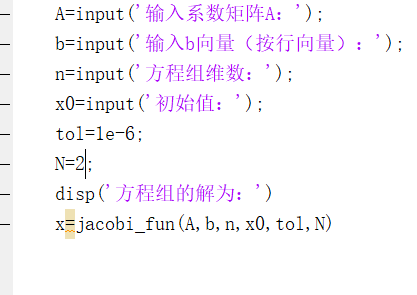 A=input('输入系数矩阵A：');
b=input('输入b向量（按行向量）：');
n=input('方程组维数：');
x0=input('初始值：');
tol=1e-6;
N=2;
disp('方程组的解为：')
x=jacobi_fun(A,b,n,x0,tol,N)